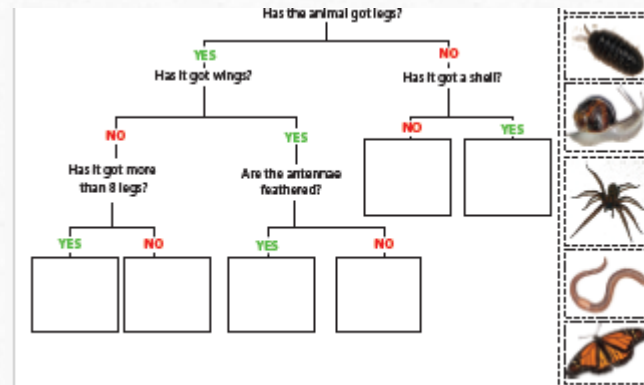 Has the animal got legs?
YES
NO
Has it got wings?
Has it got a shell?
NO
YES
NO
YES
Has it got more
than 8 legs?
Are the antennae
feathered?
YES
NO
YES
NO